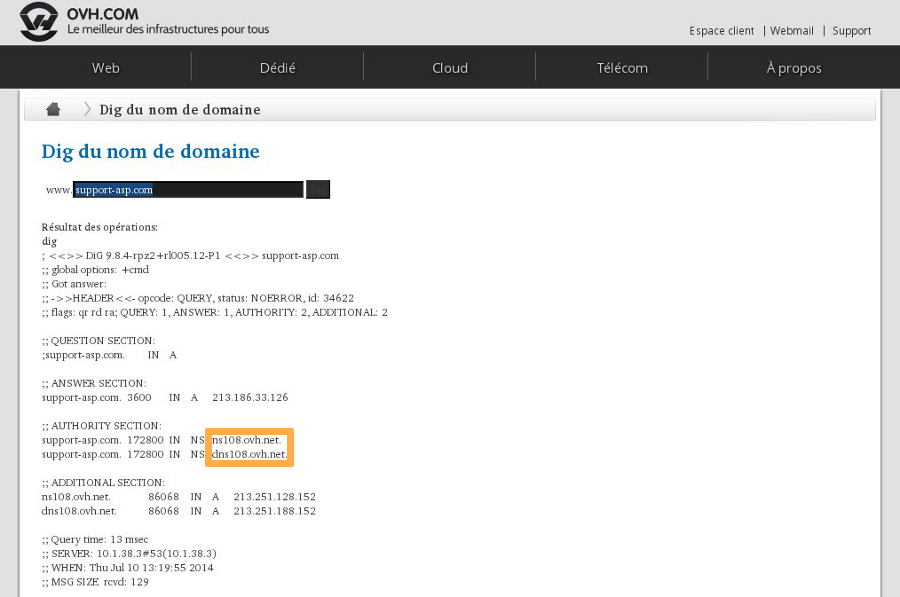 OVH.COM
Le meilleur des infrastructures pour tous
Espace client | Webmail | Support
Web Dédié Cloud Télécom À propos
Dig du nom de domaine
Dig du nom de domaine
www. support-asp.com Dig
Résultat des opérations:
dig
; <<>> DiG 9.8.4-rpz2+rl005.12-P1 <<>> support-asp.com
;; global options: +cmd
;; Got answer:
;; ->>HEADER<<- opcode: QUERY, status: NOERROR, id: 34622
;; flags: qr rd ra; QUERY: 1, ANSWER: 1, AUTHORITY: 2, ADDITIONAL: 2
;; QUESTION SECTION:
;support-asp.com. IN A
;; ANSWER SECTION:
support-asp.com. 3600 IN A 213.186.33.126
;; AUTHORITY SECTION:
support-asp.com. 172800 IN NS ns108.ovh.net.
support-asp.com. 172800 IN NS dns108.ovh.net.
;; ADDITIONAL SECTION:
ns108.ovh.net. 86068 IN A 213.251.128.152
dns108.ovh.net. 86068 IN A 213.251.188.152
;; Query time: 13 msec
;; SERVER: 10.1.38.3#53(10.1.38.3)
;; WHEN: Thu Jul 10 13:19:55 2014
;; MSG SIZE rcvd: 129